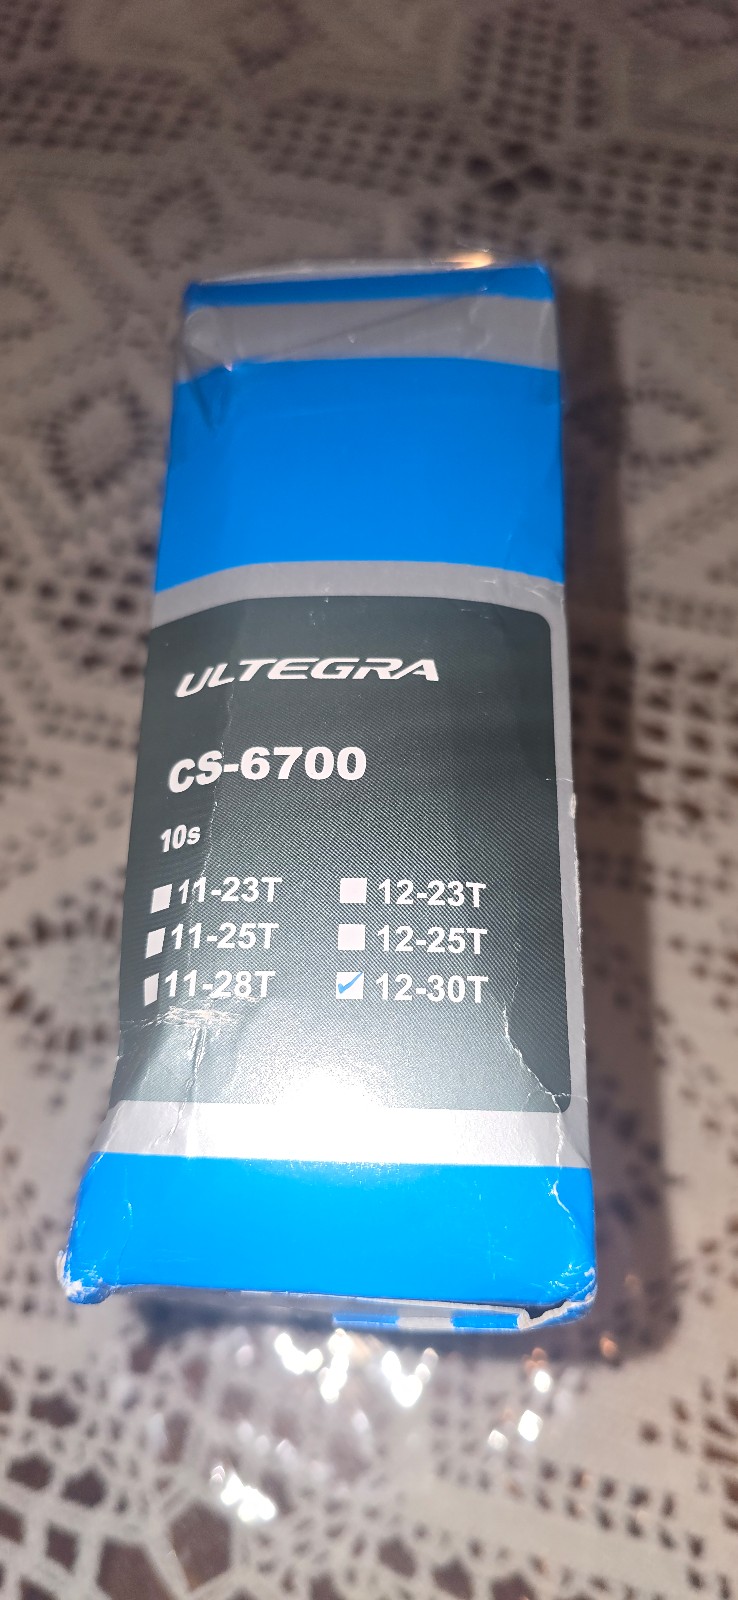 ULTEGRA
CS-6700
10s
11-23T 12-23T
11-25T 12-25T
11-28T 12-30T